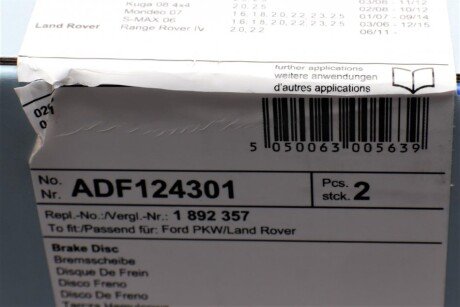 Kuga 08 4x4 2.0,2.5 03/08 - 11/12
Mondeo 07 1.6,1.8,2.0,2.2,2.3,2.5 02/08 - 10/12
S-MAX 06 1.6,1.8,2.0,2.2,2.3,2.5 01/07 - 09/14
Land Rover Range Rover IV 2.0,2.2 03/06 - 12/15
06/11 -
further applications
weitere anwendungen
d'autres applications
5 050063 005639
No. Nr. ADF124301 Pcs. stck. 2
Repl.-No.:/Vergl.-Nr.: 1 892 357
To fit:/Passend für: Ford PKW/Land Rover
Brake Disc
Bremsscheibe
Disque De Frein
Disco Freno
Disco De Freno